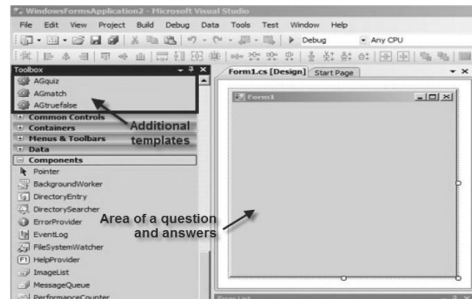 WindowsFormsApplication2 - Microsoft Visual Studio
File Edit View Project Build Debug Data Tools Test Window Help
Debug Any CPU
Toolbox
AGquiz
AGmatch
AGtruefalse
Common Controls
Containers
Menus & Toolbars
Data
Components
Pointer
BackgroundWorker
DirectoryEntry
DirectorySearcher
ErrorProvider
EventLog
FileSystemWatcher
HelpProvider
ImageList
MessageQueue
PerformanceCounter
Additional
templates
Form1.cs [Design] Start Page
Form1
Area of a question
and answers